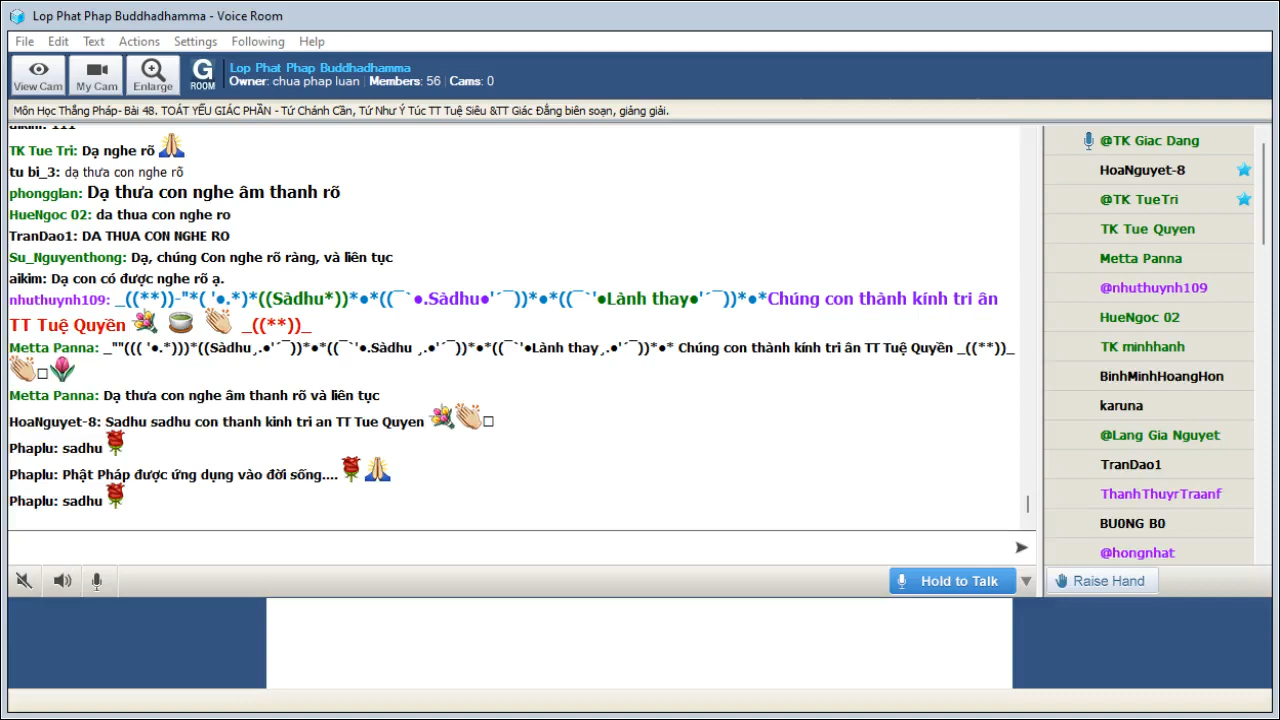 Lop Phat Phap Buddhadhamma - Voice Room
File Edit Text Actions Settings Following Help
View Cam
My Cam
Enlarge
G ROOM
Lop Phat Phap Buddhadhamma
Owner: chua phap luan | Members: 56 | Cams: 0
Môn Học Thắng Pháp- Bài 48. TOÁT YẾU GIÁC PHẦN - Tứ Chánh Cần, Tứ Như Ý Túc TT Tuệ Siêu &TT Giác Đẳng biên soạn, giảng giải.
aikim: 111
TK Tue Tri: Dạ nghe rõ 🙏
tu bi_3: dạ thưa con nghe rõ
phongglan: Dạ thưa con nghe âm thanh rõ
HueNgoc 02: da thua con nghe ro
TranDao1: DA THUA CON NGHE RO
Su_Nguyenthong: Dạ, chúng Con nghe rõ ràng, và liên tục
aikim: Dạ con có được nghe rõ ạ.
nhuthuynh109: _((**))-"*( '●.*)*((Sàdhu*))*●*((¯`●.Sàdhu●'´¯))*●*((¯`'●Lành thay●'´¯))*●*Chúng con thành kính tri ân
TT Tuệ Quyền 💐 🍵 👏 _((**))_
Metta Panna: _""((( '●.*)))*((Sàdhu¸.●'´¯))*●*((¯`'●.Sàdhu ¸.●'´¯))*●*((¯`'●Lành thay¸.●'´¯))*●* Chúng con thành kính tri ân TT Tuệ Quyền _((**))_
👏□🌷
Metta Panna: Dạ thưa con nghe âm thanh rõ và liên tục
HoaNguyet-8: Sadhu sadhu con thanh kinh tri an TT Tue Quyen 💐👏□
Phaplu: sadhu 🌹
Phaplu: Phật Pháp được ứng dụng vào đời sống.... 🌹🙏
Phaplu: sadhu 🌹
Hold to Talk
@TK Giac Dang
HoaNguyet-8
@TK TueTri
TK Tue Quyen
Metta Panna
@nhuthuynh109
HueNgoc 02
TK minhhanh
BinhMinhHoangHon
karuna
@Lang Gia Nguyet
TranDao1
ThanhThuyrTraanf
BU0NG B0
@hongnhat
Raise Hand